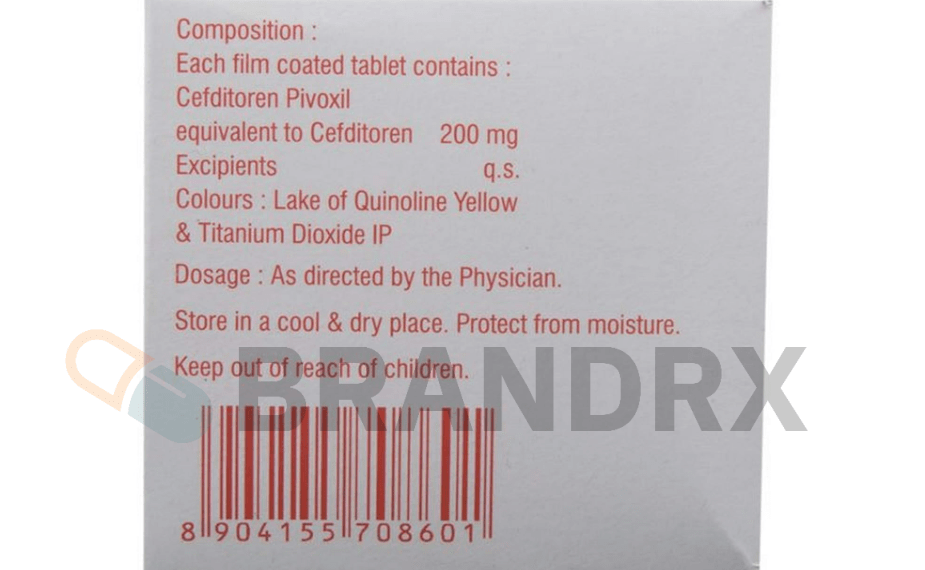 Composition :
Each film coated tablet contains :
Cefditoren Pivoxil
equivalent to Cefditoren 200 mg
Excipients q.s.
Colours : Lake of Quinoline Yellow
& Titanium Dioxide IP
Dosage : As directed by the Physician.
Store in a cool & dry place. Protect from moisture.
Keep out of reach of children.
BRANDRX
8 904155 708601